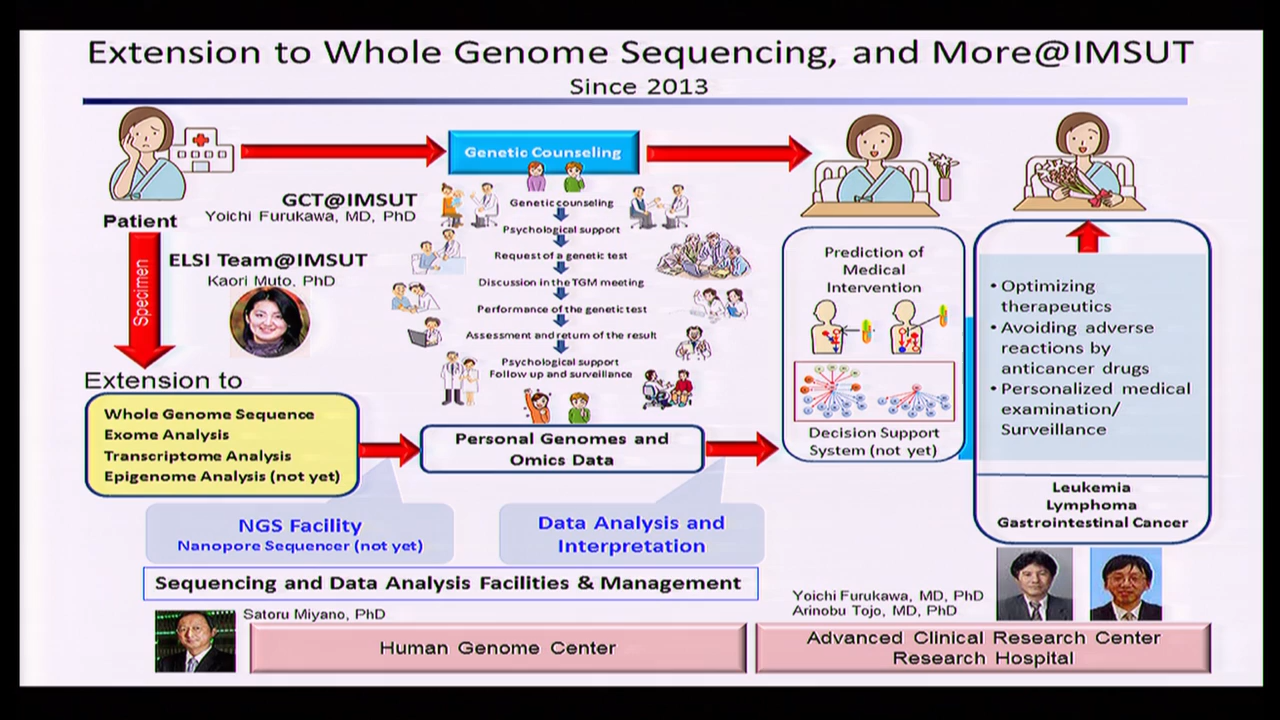 Extension to Whole Genome Sequencing, and More@IMSUT
Since 2013
Genetic Counseling
Patient
GCT@IMSUT
Yoichi Furukawa, MD, PhD
ELSI Team@IMSUT
Kaori Muto, PhD
Specimen
Genetic counseling
Psychological support
Request of a genetic test
Discussion in the TGM meeting
Performance of the genetic test
Assessment and return of the result
Psychological support
Follow up and surveillance
Extension to
Whole Genome Sequence
Exome Analysis
Transcriptome Analysis
Epigenome Analysis (not yet)
Personal Genomes and
Omics Data
Prediction of
Medical
Intervention
Decision Support
System (not yet)
• Optimizing
therapeutics
• Avoiding adverse
reactions by
anticancer drugs
• Personalized medical
examination/
Surveillance
Leukemia
Lymphoma
Gastrointestinal Cancer
NGS Facility
Nanopore Sequencer (not yet)
Data Analysis and
Interpretation
Sequencing and Data Analysis Facilities & Management
Satoru Miyano, PhD
Human Genome Center
Yoichi Furukawa, MD, PhD
Arinobu Tojo, MD, PhD
Advanced Clinical Research Center
Research Hospital